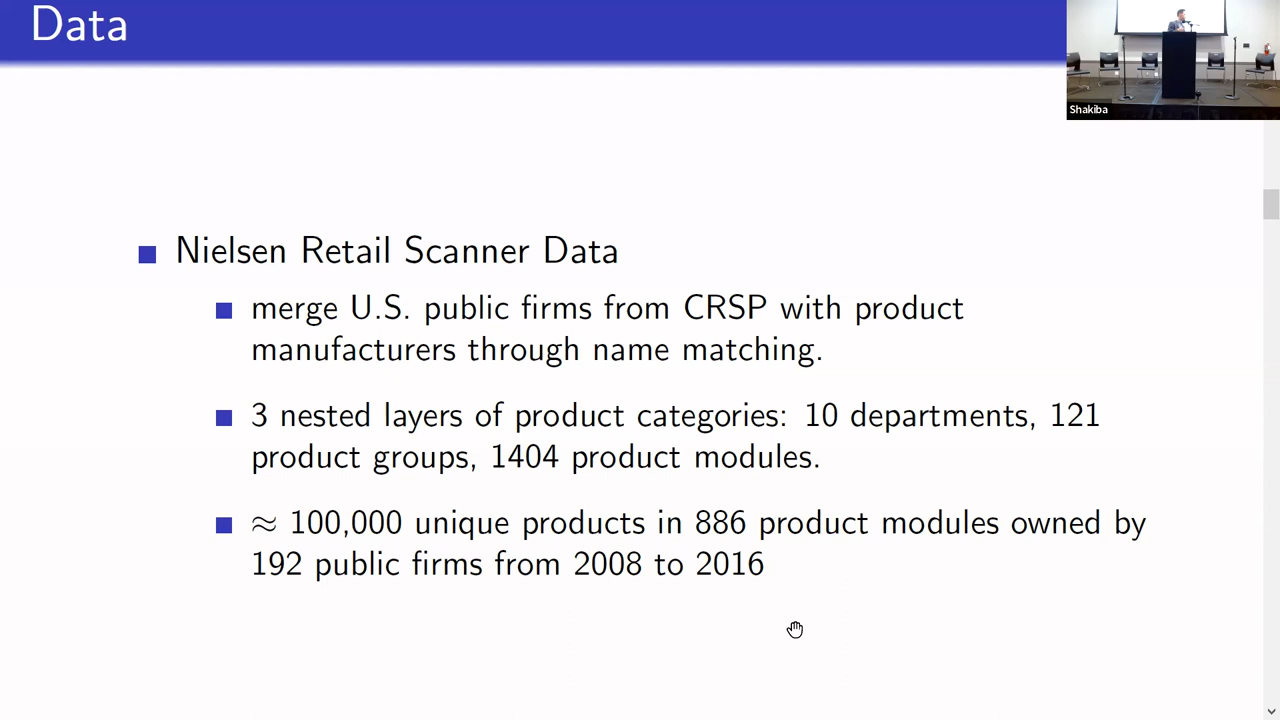 Data
Shakiba
■ Nielsen Retail Scanner Data
■ merge U.S. public firms from CRSP with product
manufacturers through name matching.
■ 3 nested layers of product categories: 10 departments, 121
product groups, 1404 product modules.
■ ≈ 100,000 unique products in 886 product modules owned by
192 public firms from 2008 to 2016